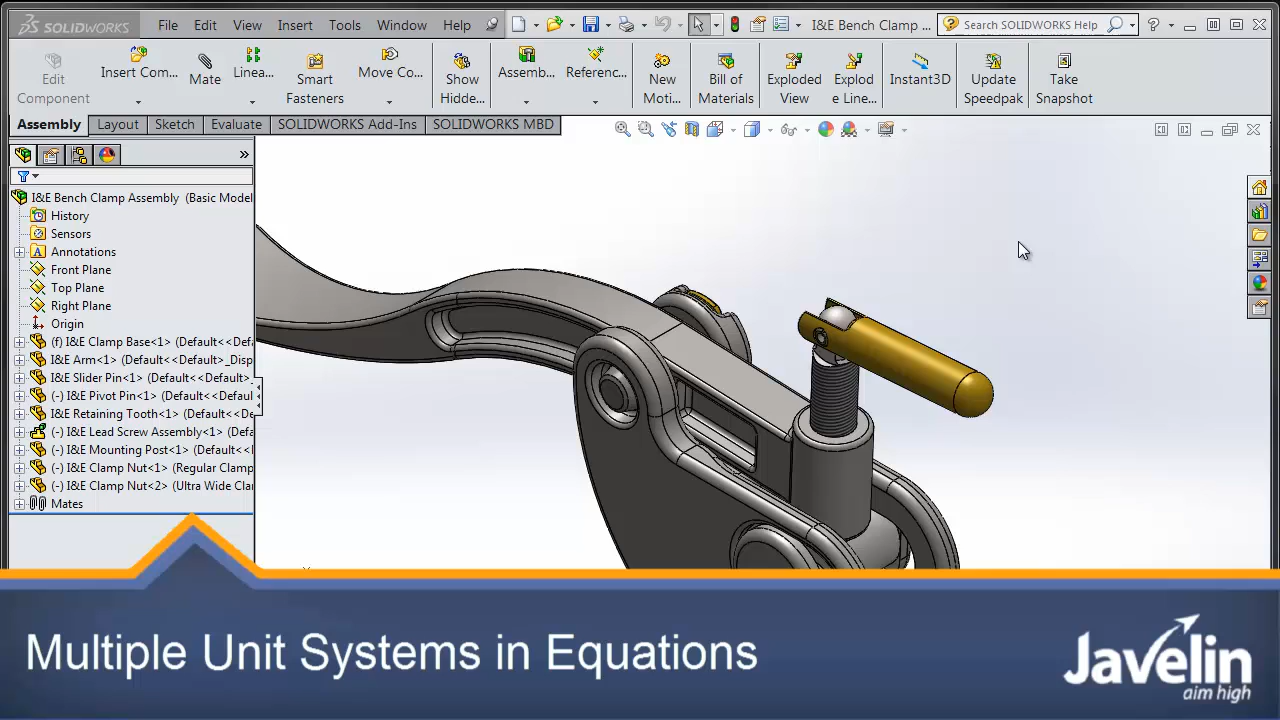 SOLIDWORKS File Edit View Insert Tools Window Help I&E Bench Clamp ... Search SOLIDWORKS Help
Edit Component
Insert Com...
Mate
Linea...
Smart Fasteners
Move Co...
Show Hidde...
Assemb...
Referenc...
New Moti...
Bill of Materials
Exploded View
Explod e Line...
Instant3D
Update Speedpak
Take Snapshot
Assembly Layout Sketch Evaluate SOLIDWORKS Add-Ins SOLIDWORKS MBD
I&E Bench Clamp Assembly (Basic Model
History
Sensors
Annotations
Front Plane
Top Plane
Right Plane
Origin
(f) I&E Clamp Base<1> (Default<<Def
I&E Arm<1> (Default<<Default>_Disp
I&E Slider Pin<1> (Default<<Default>_
(-) I&E Pivot Pin<1> (Default<<Defaul
I&E Retaining Tooth<1> (Default<<De
(-) I&E Lead Screw Assembly<1> (Defa
(-) I&E Mounting Post<1> (Default<<
(-) I&E Clamp Nut<1> (Regular Clamp
(-) I&E Clamp Nut<2> (Ultra Wide Clar
Mates
Multiple Unit Systems in Equations
Javelin
aim high